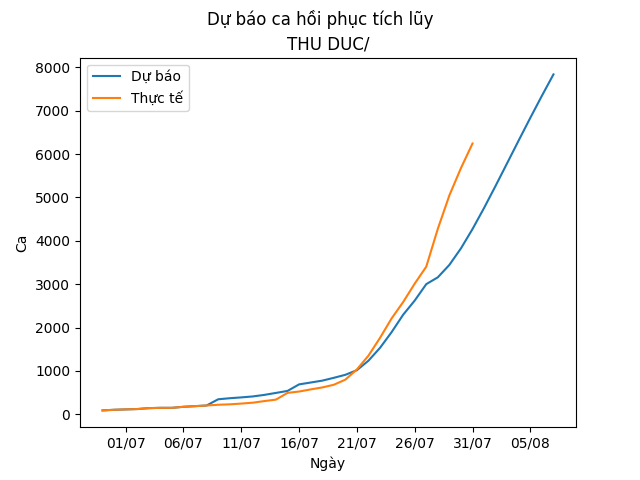 Dự báo ca hồi phục tích lũy
THU DUC/
Dự báo
Thực tế
8000
7000
6000
5000
4000
3000
2000
1000
0
Ca
01/07 06/07 11/07 16/07 21/07 26/07 31/07 05/08
Ngày